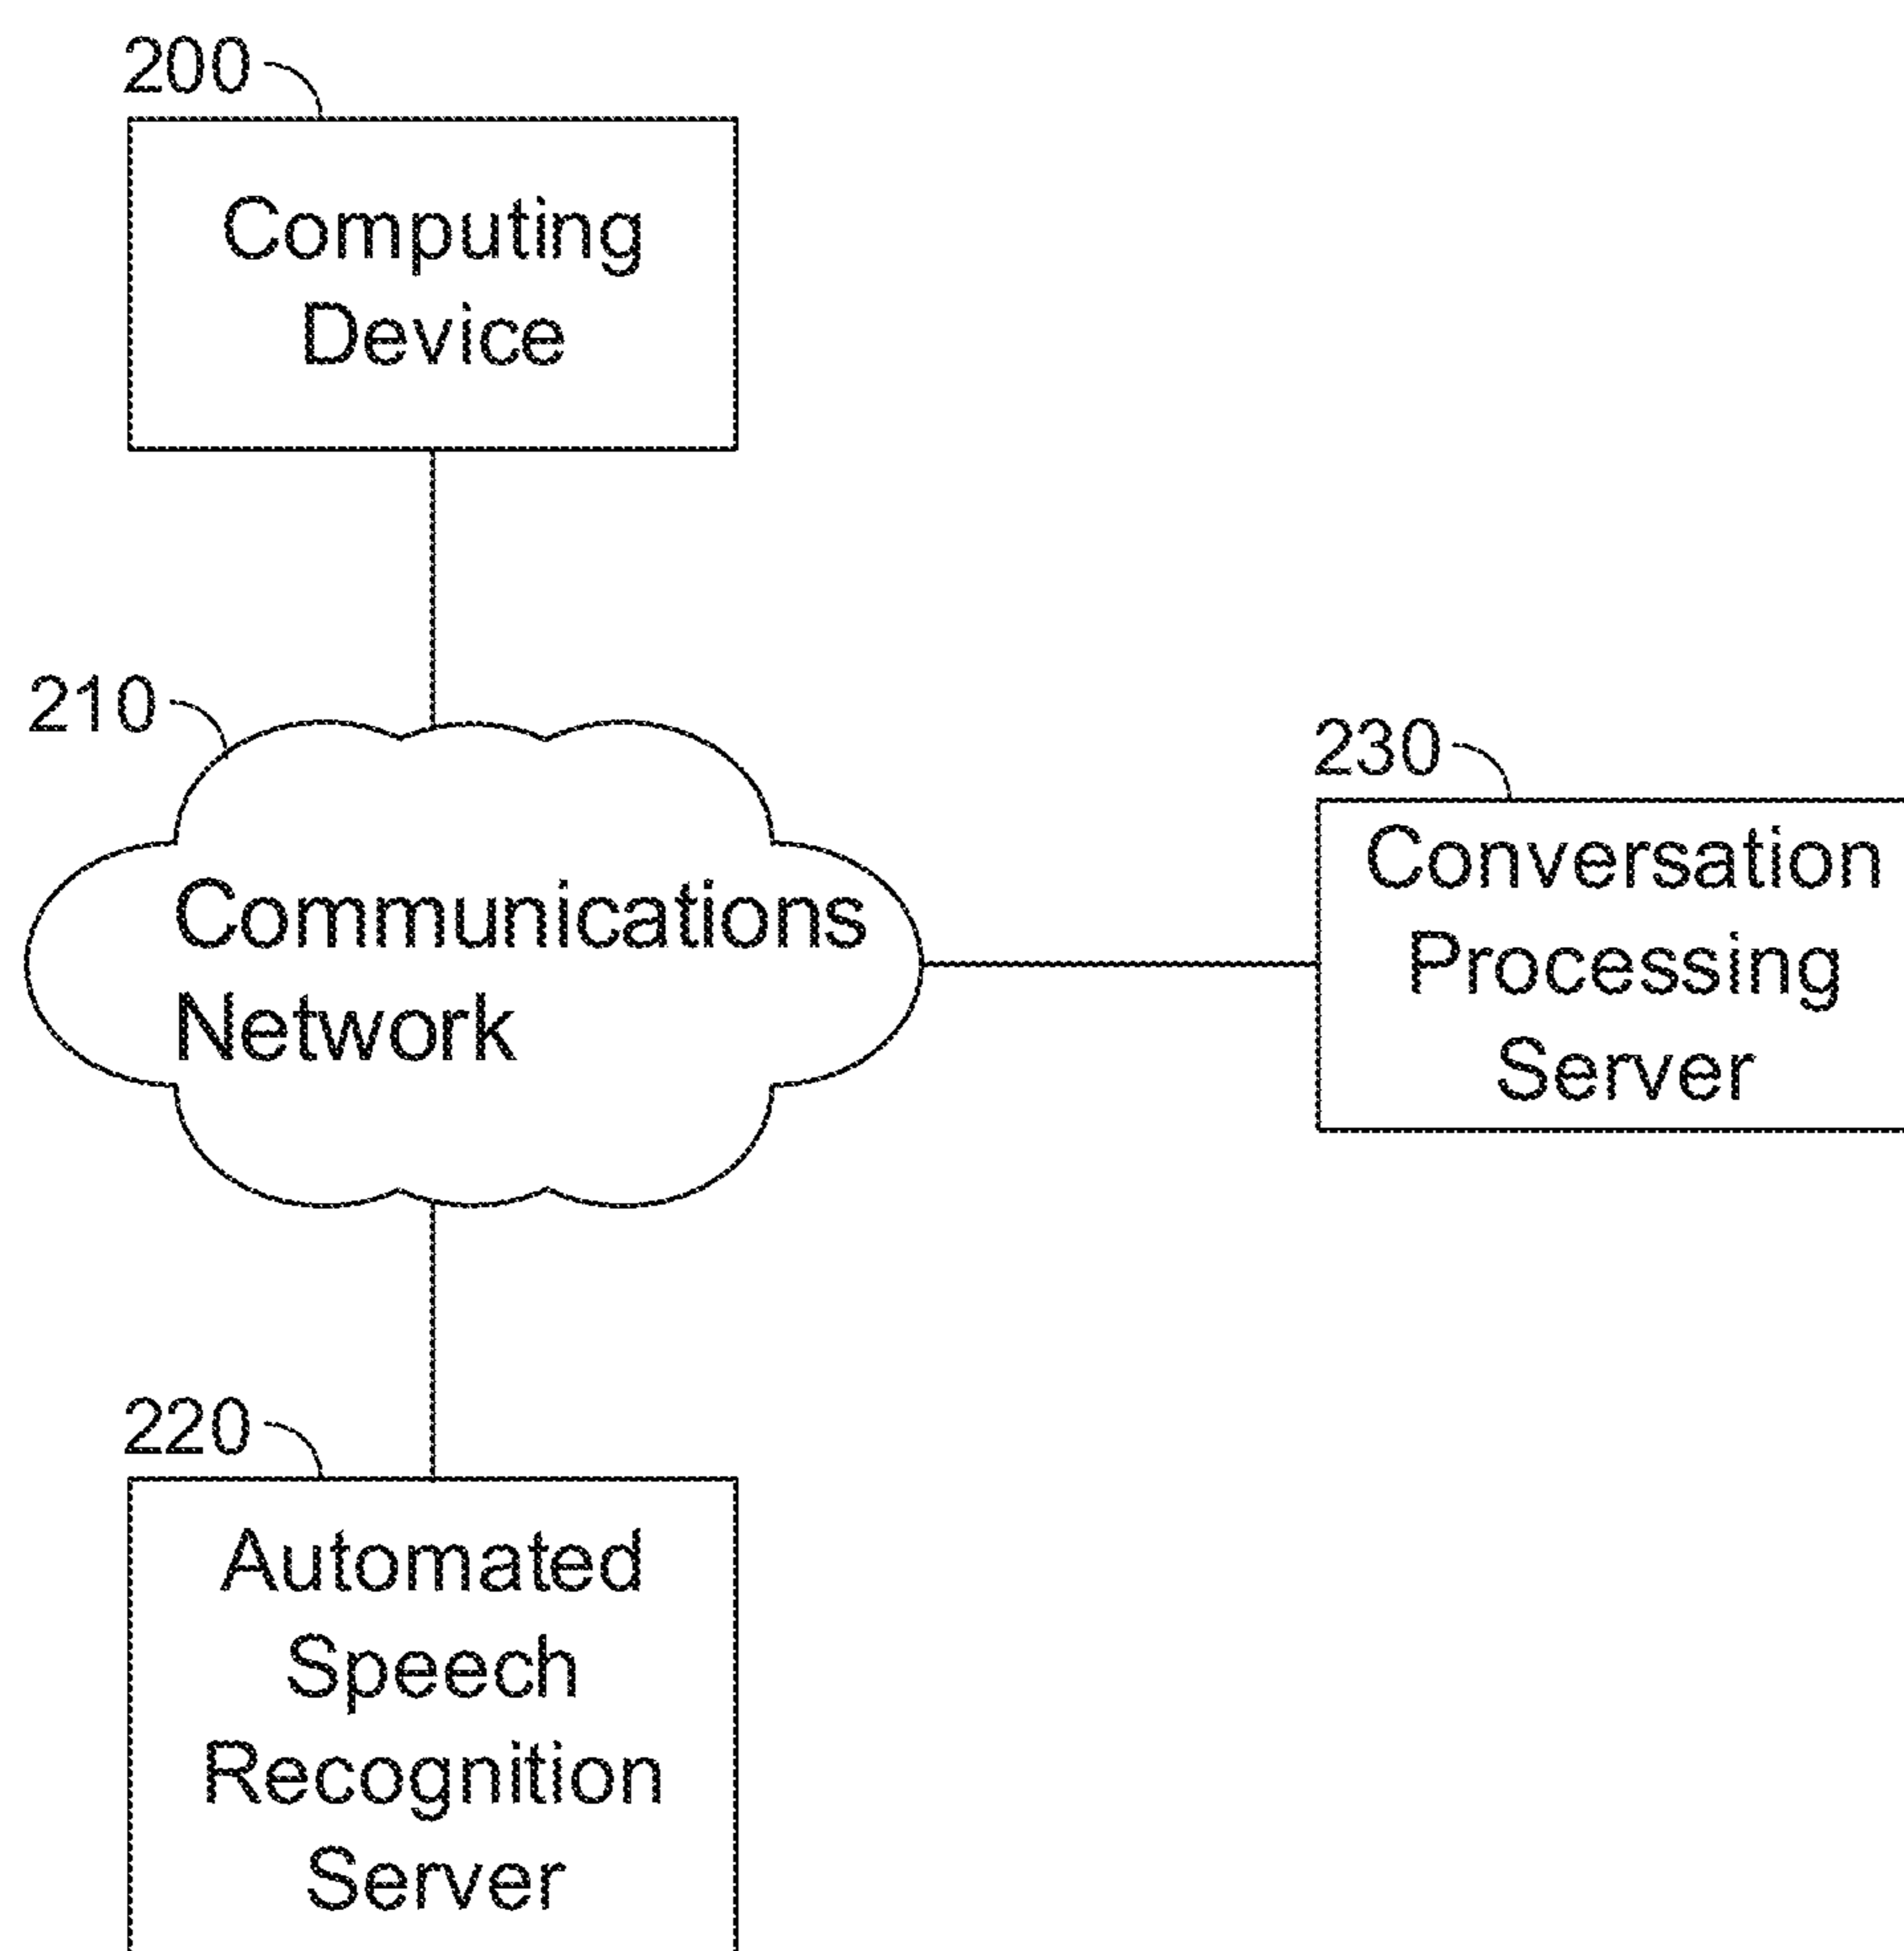 200
Computing
Device
210
Communications
Network
230
Conversation
Processing
Server
220
Automated
Speech
Recognition
Server